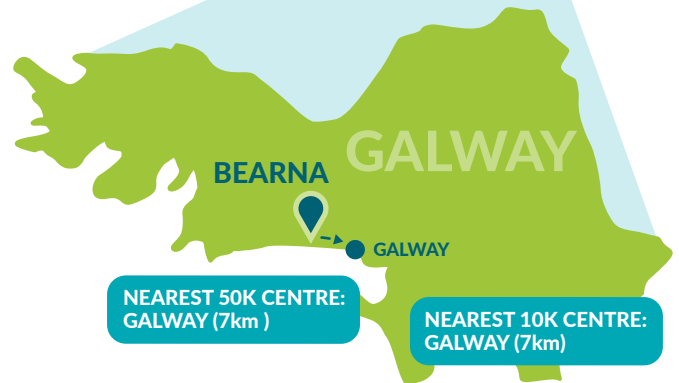 GALWAY
BEARNA
GALWAY
NEAREST 50K CENTRE:
GALWAY (7km )
NEAREST 10K CENTRE:
GALWAY (7km)